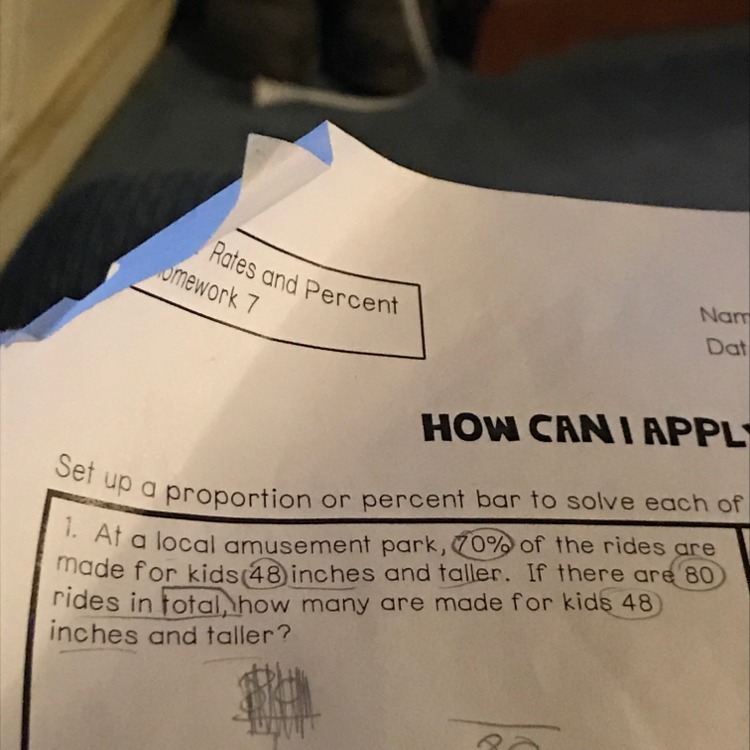 Rates and Percent
omework 7
Nam
Dat
HOW CAN I APPLY
Set up a proportion or percent bar to solve each of
1. At a local amusement park, 70% of the rides are
made for kids 48 inches and taller. If there are 80
rides in total, how many are made for kids 48
inches and taller?
80